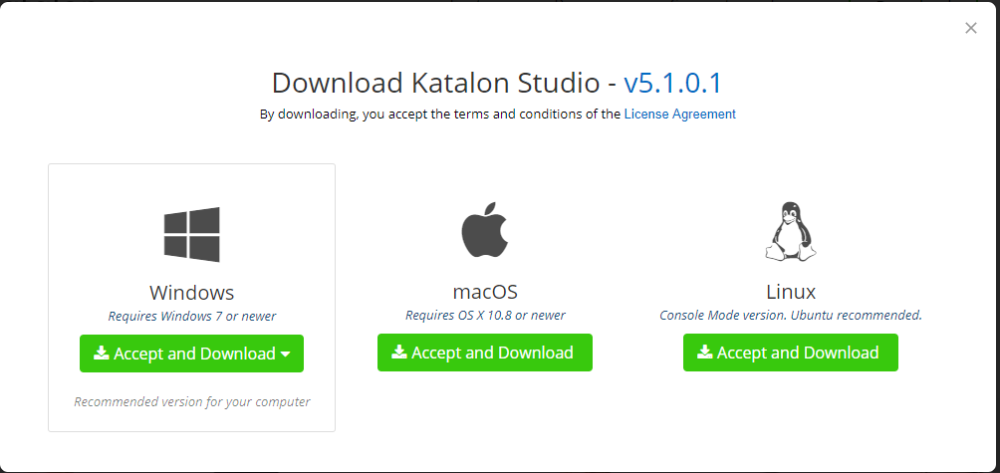 Download Katalon Studio - v5.1.0.1
By downloading, you accept the terms and conditions of the License Agreement
Windows
Requires Windows 7 or newer
Accept and Download
Recommended version for your computer
macOS
Requires OS X 10.8 or newer
Accept and Download
Linux
Console Mode version. Ubuntu recommended.
Accept and Download